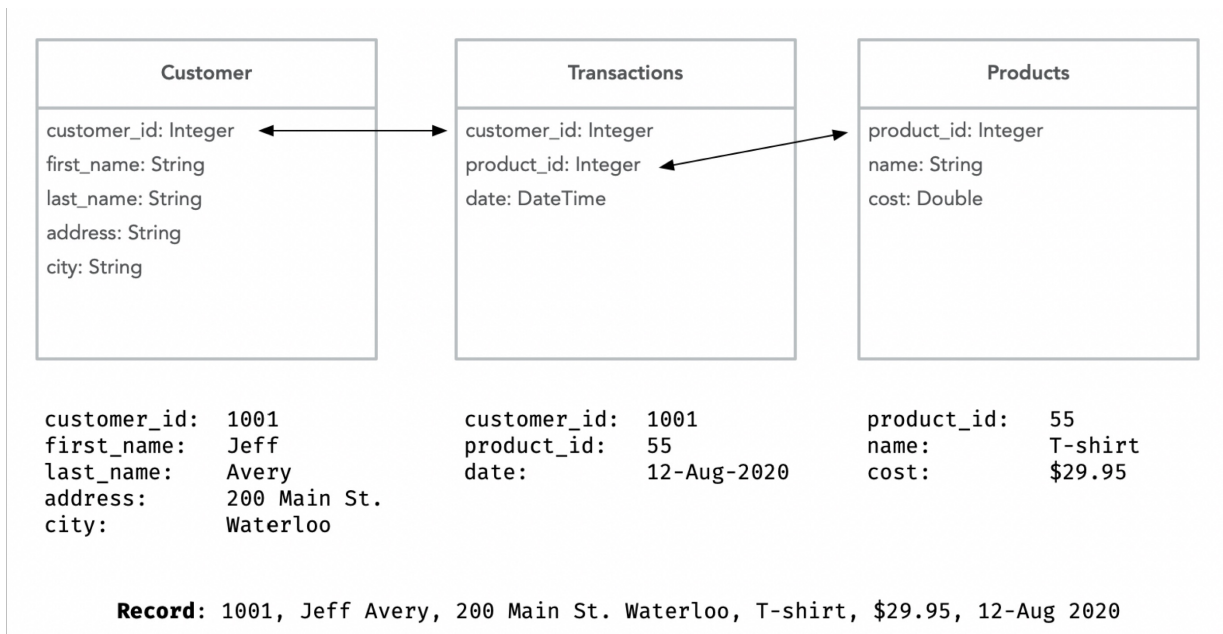 Customer
customer_id: Integer
first_name: String
last_name: String
address: String
city: String
Transactions
customer_id: Integer
product_id: Integer
date: DateTime
Products
product_id: Integer
name: String
cost: Double
customer_id: 1001
first_name: Jeff
last_name: Avery
address: 200 Main St.
city: Waterloo
customer_id: 1001
product_id: 55
date: 12-Aug-2020
product_id: 55
name: T-shirt
cost: $29.95
Record: 1001, Jeff Avery, 200 Main St. Waterloo, T-shirt, $29.95, 12-Aug 2020